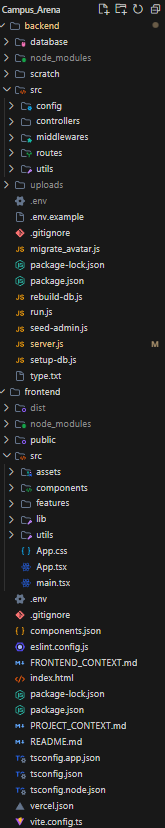 Campus_Arena
backend
database
node_modules
scratch
src
config
controllers
middlewares
routes
utils
uploads
.env
.env.example
.gitignore
migrate_avatar.js
package-lock.json
package.json
rebuild-db.js
run.js
seed-admin.js
server.js M
setup-db.js
type.txt
frontend
dist
node_modules
public
src
assets
components
features
lib
utils
App.css
App.tsx
main.tsx
.env
.gitignore
components.json
eslint.config.js
FRONTEND_CONTEXT.md
index.html
package-lock.json
package.json
PROJECT_CONTEXT.md
README.md
tsconfig.app.json
tsconfig.json
tsconfig.node.json
vercel.json
vite.config.ts